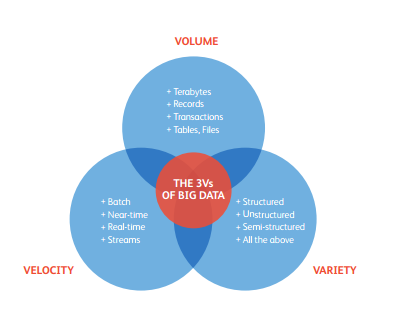 VOLUME
+ Terabytes
+ Records
+ Transactions
+ Tables, Files
THE 3Vs
OF BIG DATA
+ Batch
+ Near-time
+ Real-time
+ Streams
+ Structured
+ Unstructured
+ Semi-structured
+ All the above
VELOCITY
VARIETY